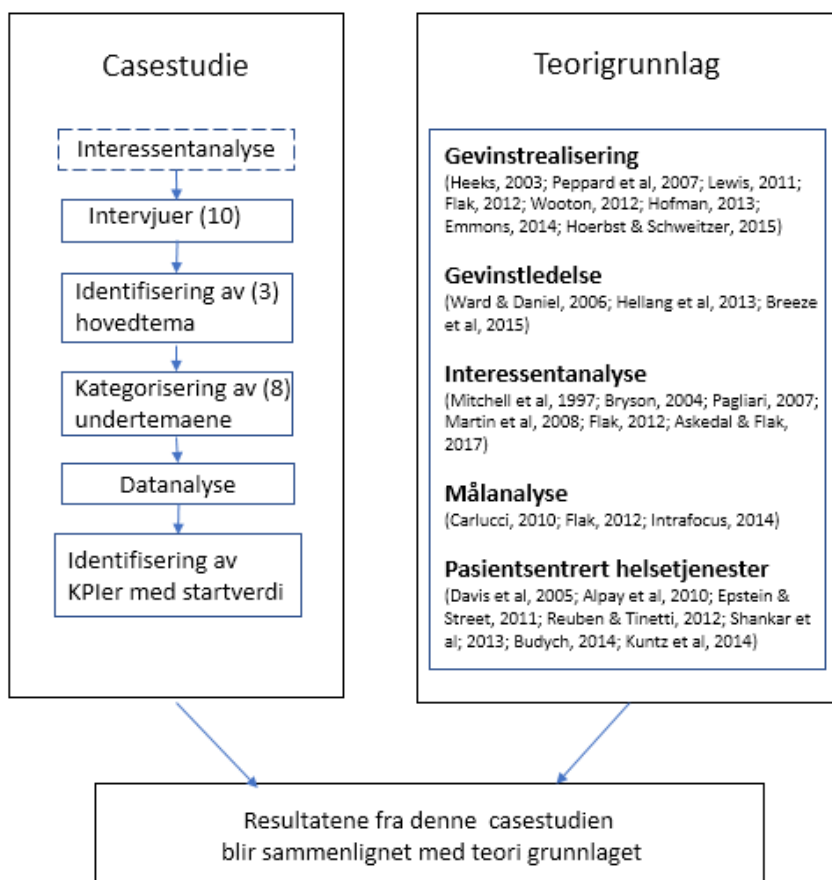 Casestudie
Interessentanalyse
Intervjuer (10)
Identifisering av (3)
hovedtema
Kategorisering av (8)
undertemaene
Datanalyse
Identifisering av
KPIer med startverdi
Teorigrunnlag
Gevinstrealisering
(Heeks, 2003; Peppard et al, 2007; Lewis, 2011;
Flak, 2012; Wooton, 2012; Hofman, 2013;
Emmons, 2014; Hoerbst & Schweitzer, 2015)
Gevinstledelse
(Ward & Daniel, 2006; Hellang et al, 2013; Breeze
et al, 2015)
Interessentanalyse
(Mitchell et al, 1997; Bryson, 2004; Pagliari, 2007;
Martin et al, 2008; Flak, 2012; Askedal & Flak,
2017)
Målanalyse
(Carlucci, 2010; Flak, 2012; Intrafocus, 2014)
Pasientsentrert helsetjenester
(Davis et al, 2005; Alpay et al, 2010; Epstein &
Street, 2011; Reuben & Tinetti, 2012; Shankar et
al; 2013; Budych, 2014; Kuntz et al, 2014)
Resultatene fra denne casestudien
blir sammenlignet med teori grunnlaget